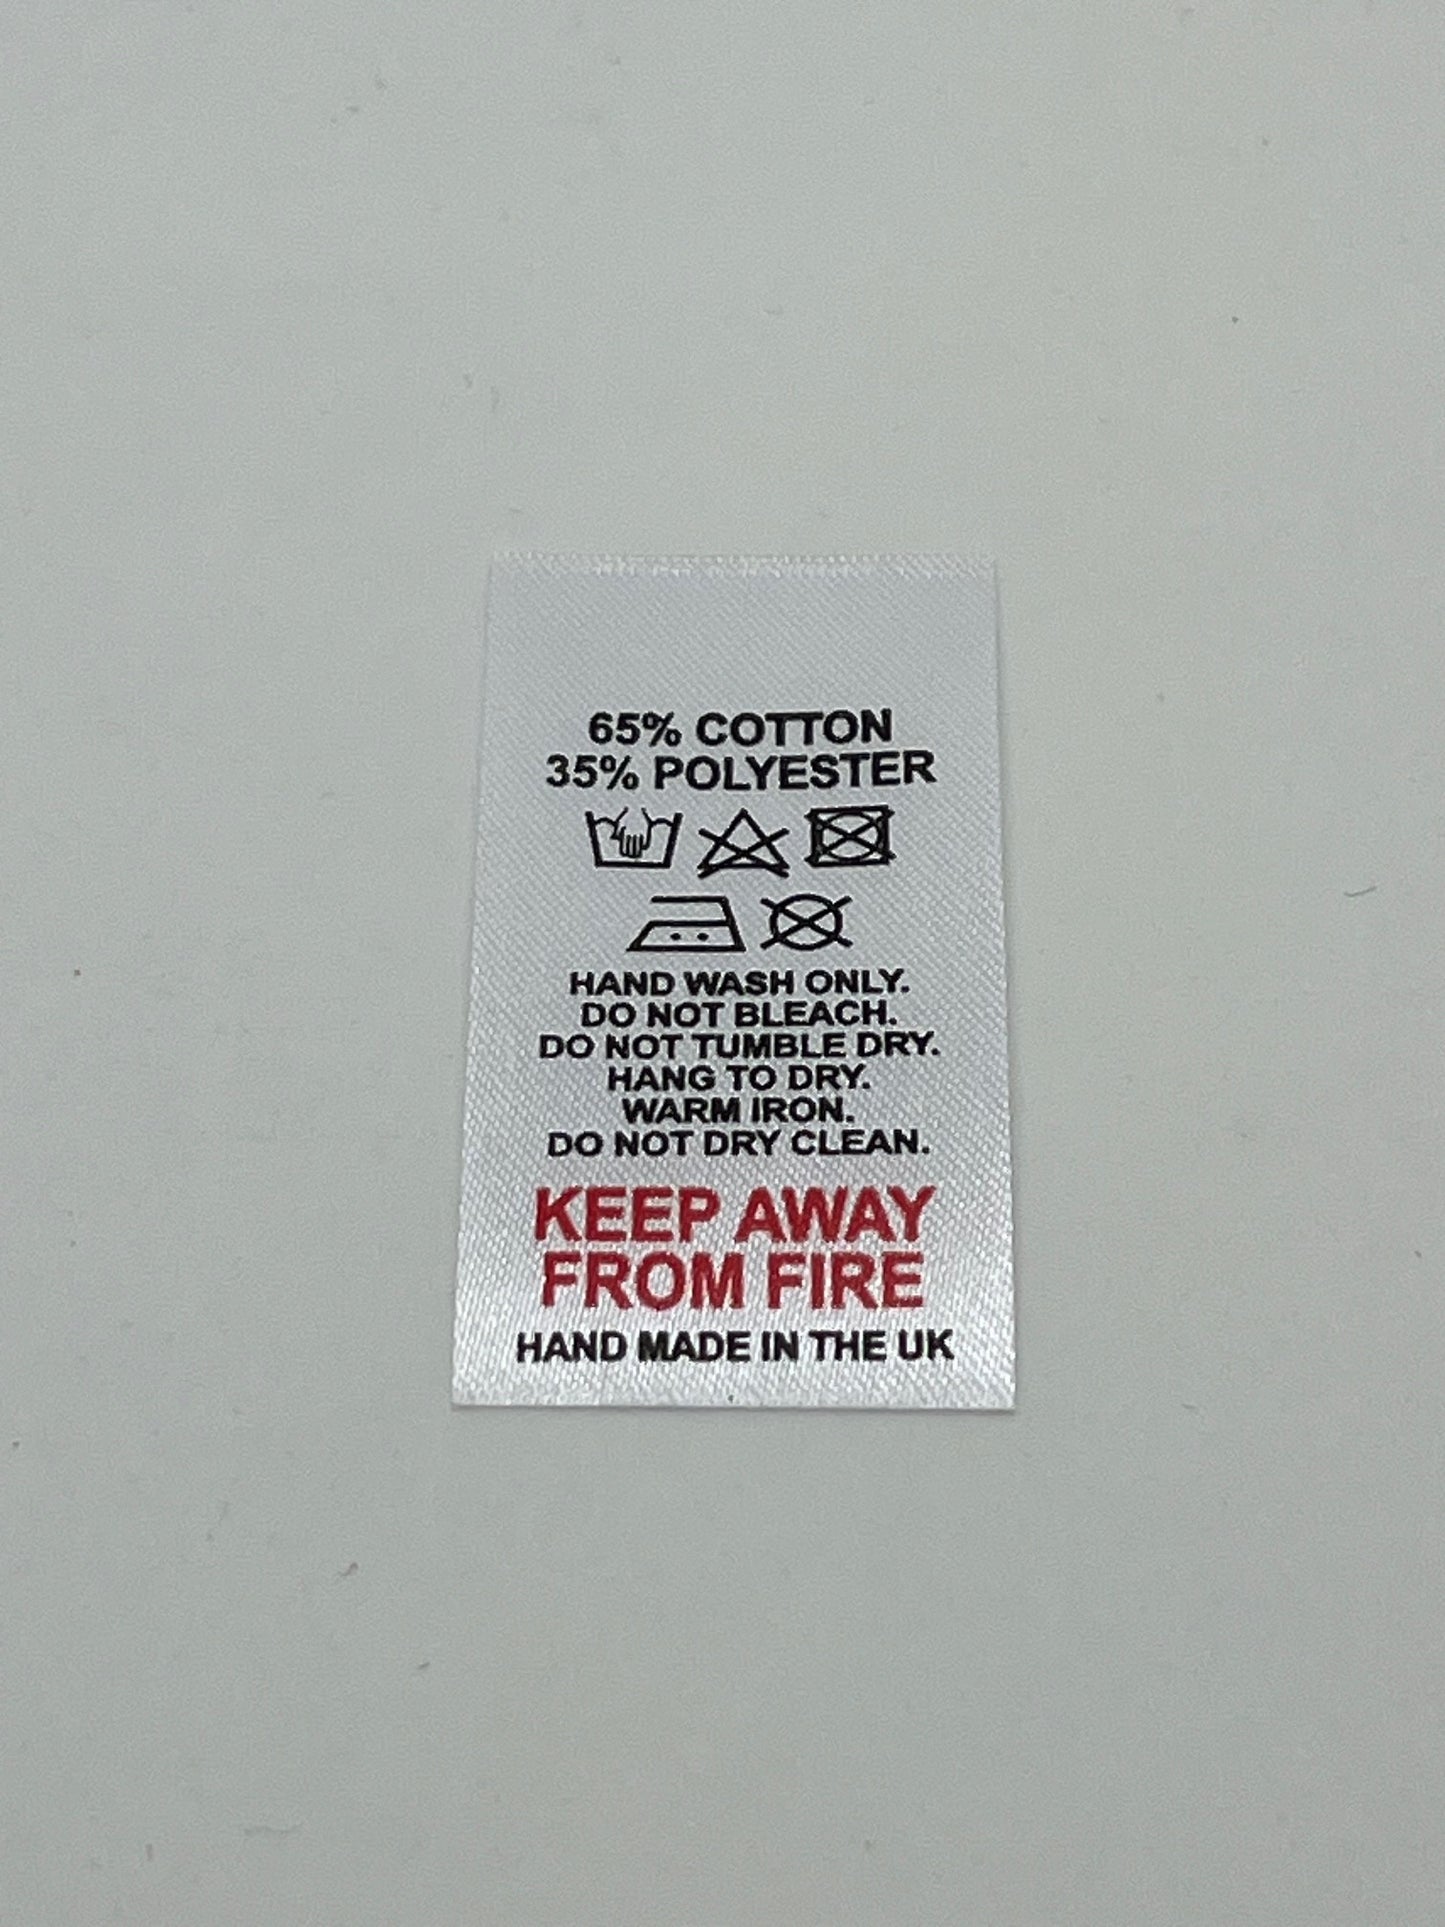 65% COTTON
35% POLYESTER
HAND WASH ONLY.
DO NOT BLEACH.
DO NOT TUMBLE DRY.
HANG TO DRY.
WARM IRON.
DO NOT DRY CLEAN.
KEEP AWAY
FROM FIRE
HAND MADE IN THE UK